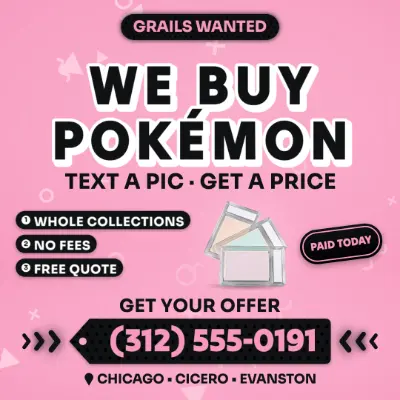 GRAILS WANTED
WE BUY
POKÉMON
TEXT A PIC · GET A PRICE
1 WHOLE COLLECTIONS
2 NO FEES
3 FREE QUOTE
PAID TODAY
GET YOUR OFFER
(312) 555-0191
CHICAGO • CICERO • EVANSTON